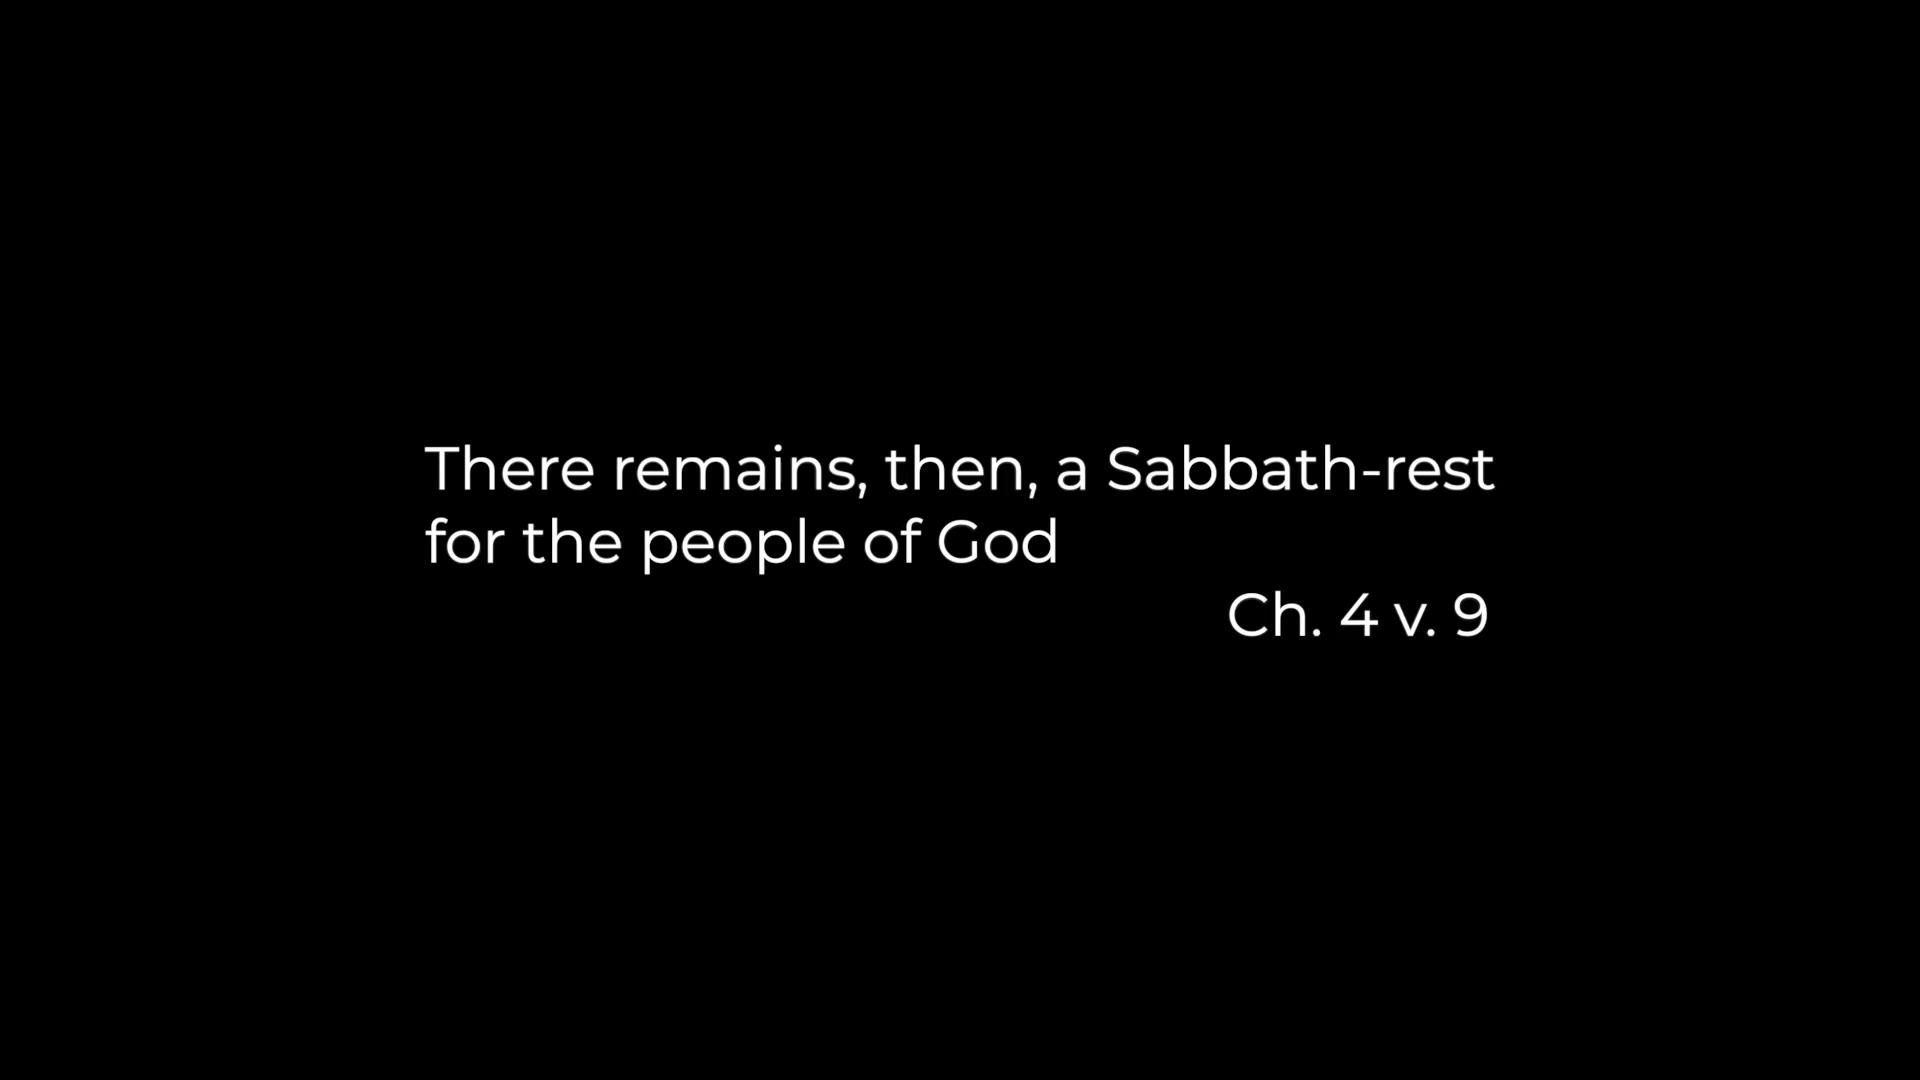 There remains, then, a Sabbath-rest
for the people of God
Ch. 4 v. 9